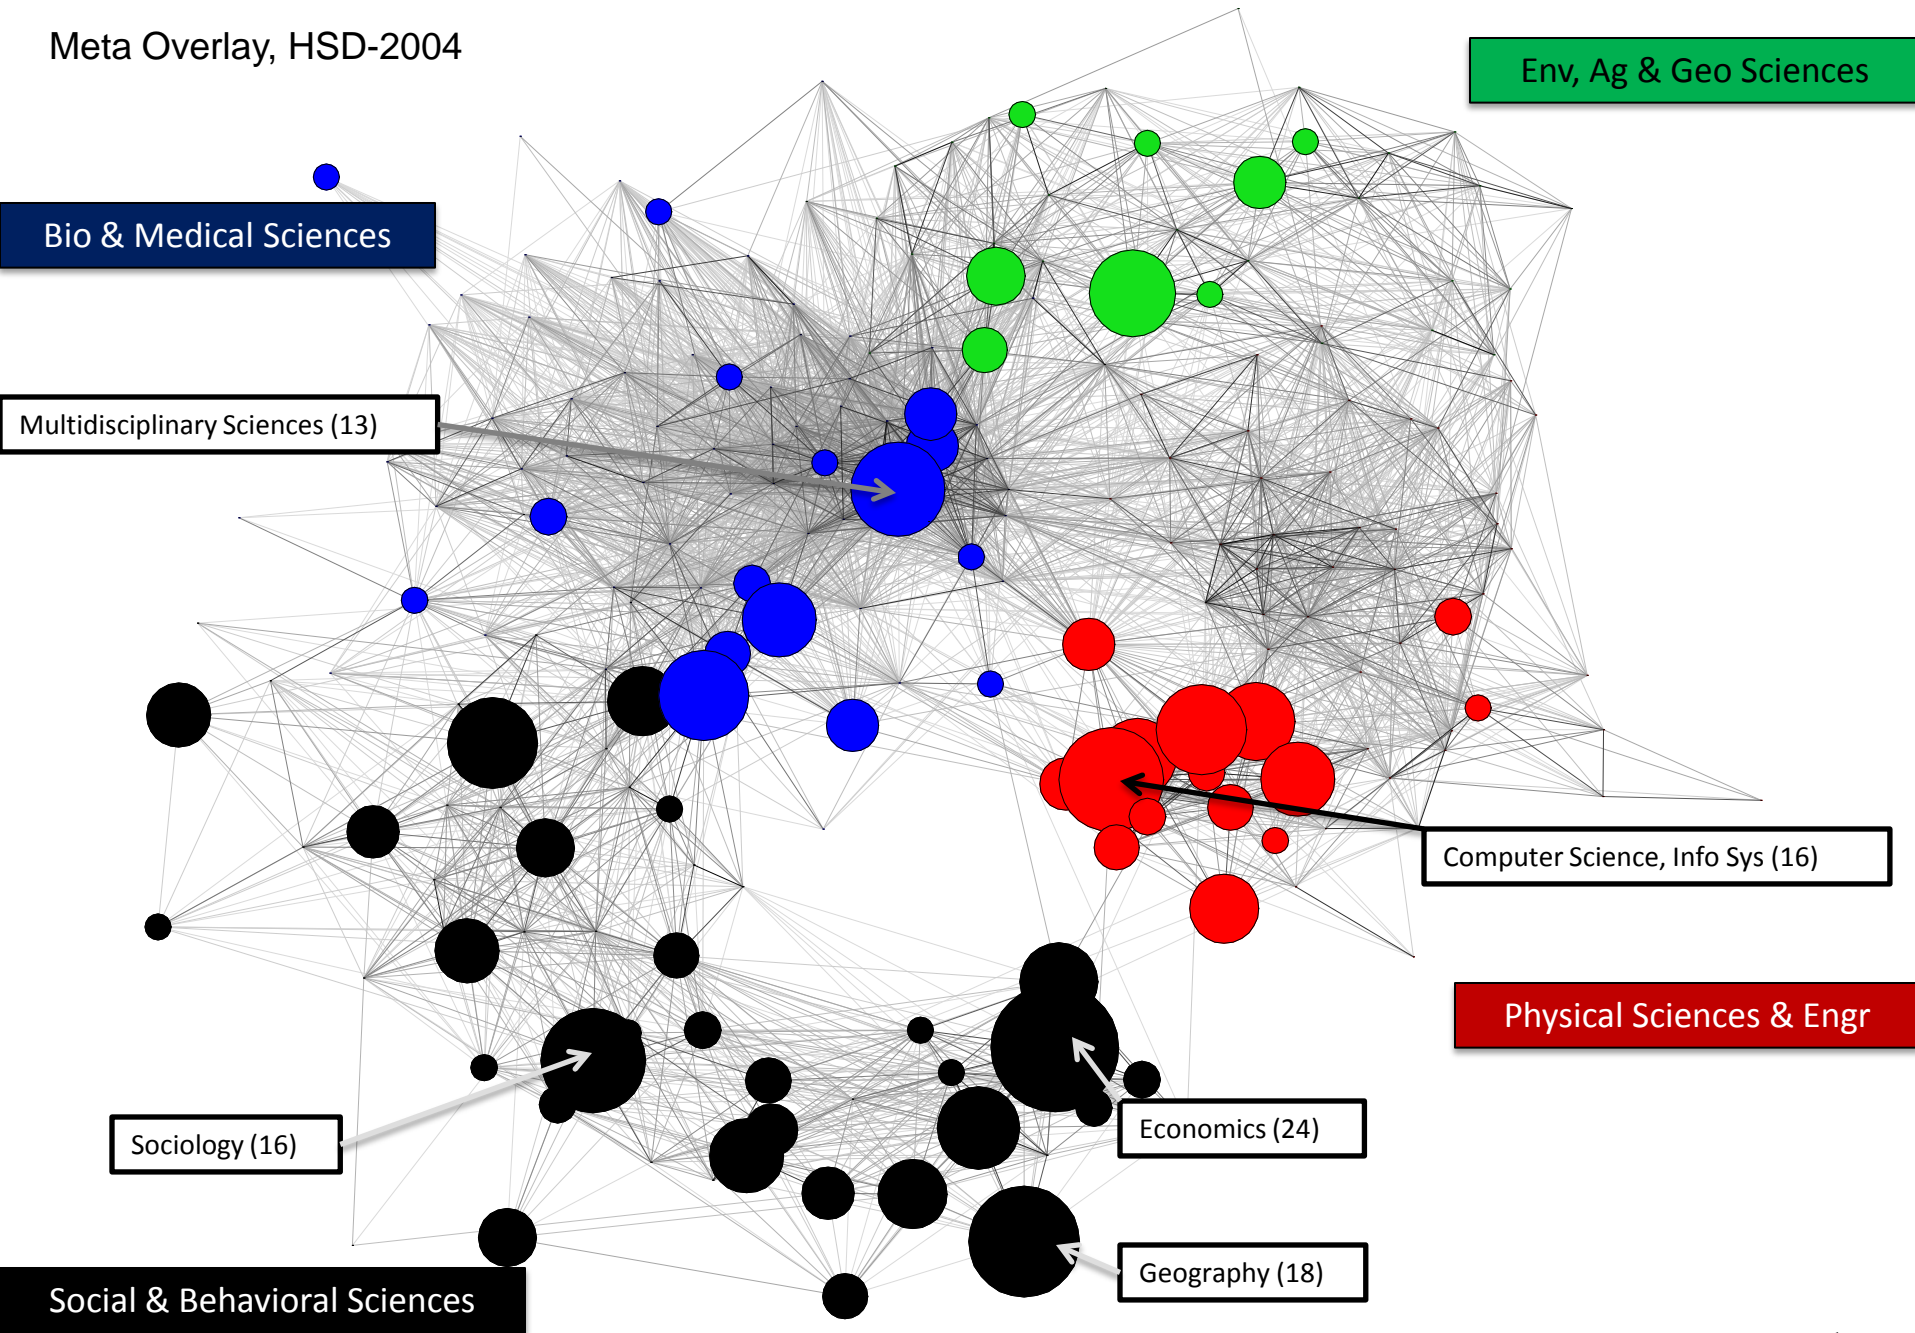 Meta Overlay, HSD-2004
Env, Ag & Geo Sciences
Bio & Medical Sciences
Multidisciplinary Sciences (13)
Computer Science, Info Sys (16)
Physical Sciences & Engr
Sociology (16)
Economics (24)
Geography (18)
Social & Behavioral Sciences